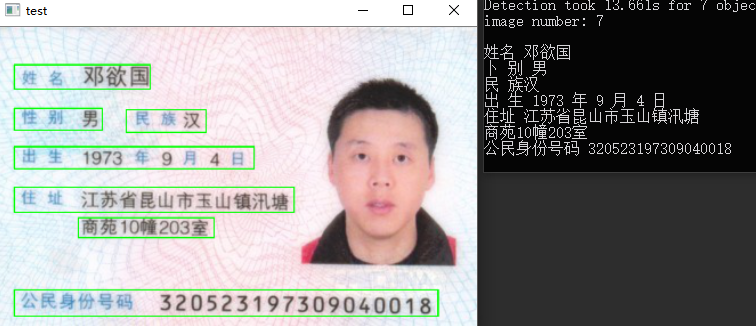 test
姓名 邓欲国
性别 男 民族 汉
出生 1973 年 9 月 4 日
住址 江苏省昆山市玉山镇汛塘
商苑10幢203室
公民身份号码 320523197309040018
Detection took 13.661s for 7 objec
image number: 7
姓名 邓欲国
卜 别 男
民 族汉
出 生 1973 年 9 月 4 日
住址 江苏省昆山市玉山镇汛塘
商苑10幢203室
公民身份号码 320523197309040018